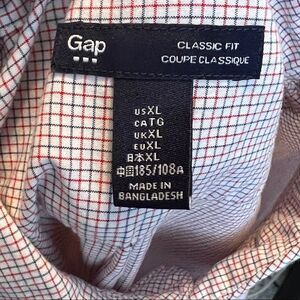 Gap
CLASSIC FIT
COUPE CLASSIQUE
US XL
CA TG
UK XL
EU XL
日本 XL
中国 185/108A
MADE IN
BANGLADESH